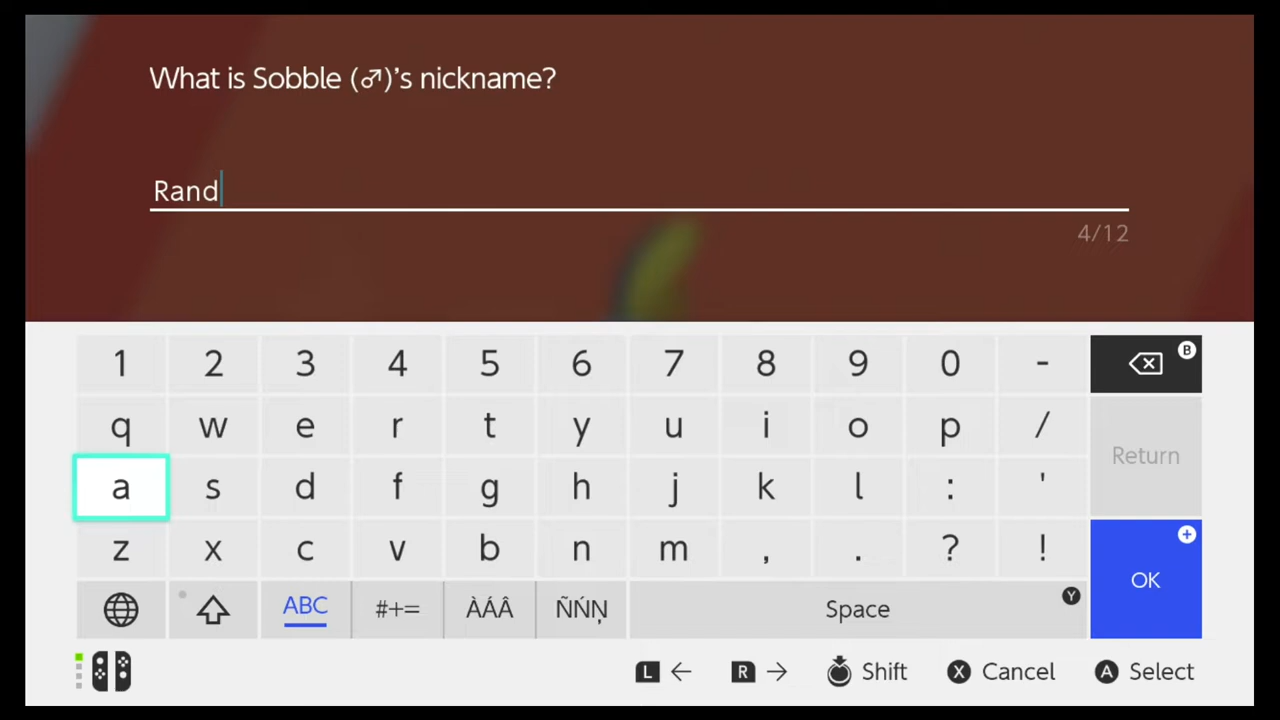 What is Sobble (♂)'s nickname?
Rand
4/12
1 2 3 4 5 6 7 8 9 0 - B
q w e r t y u i o p / Return
a s d f g h j k l : '
z x c v b n m , . ? ! + OK
ABC #+= ÀÁÂ ÑŃŅ Space Y
L ← R → Shift X Cancel A Select